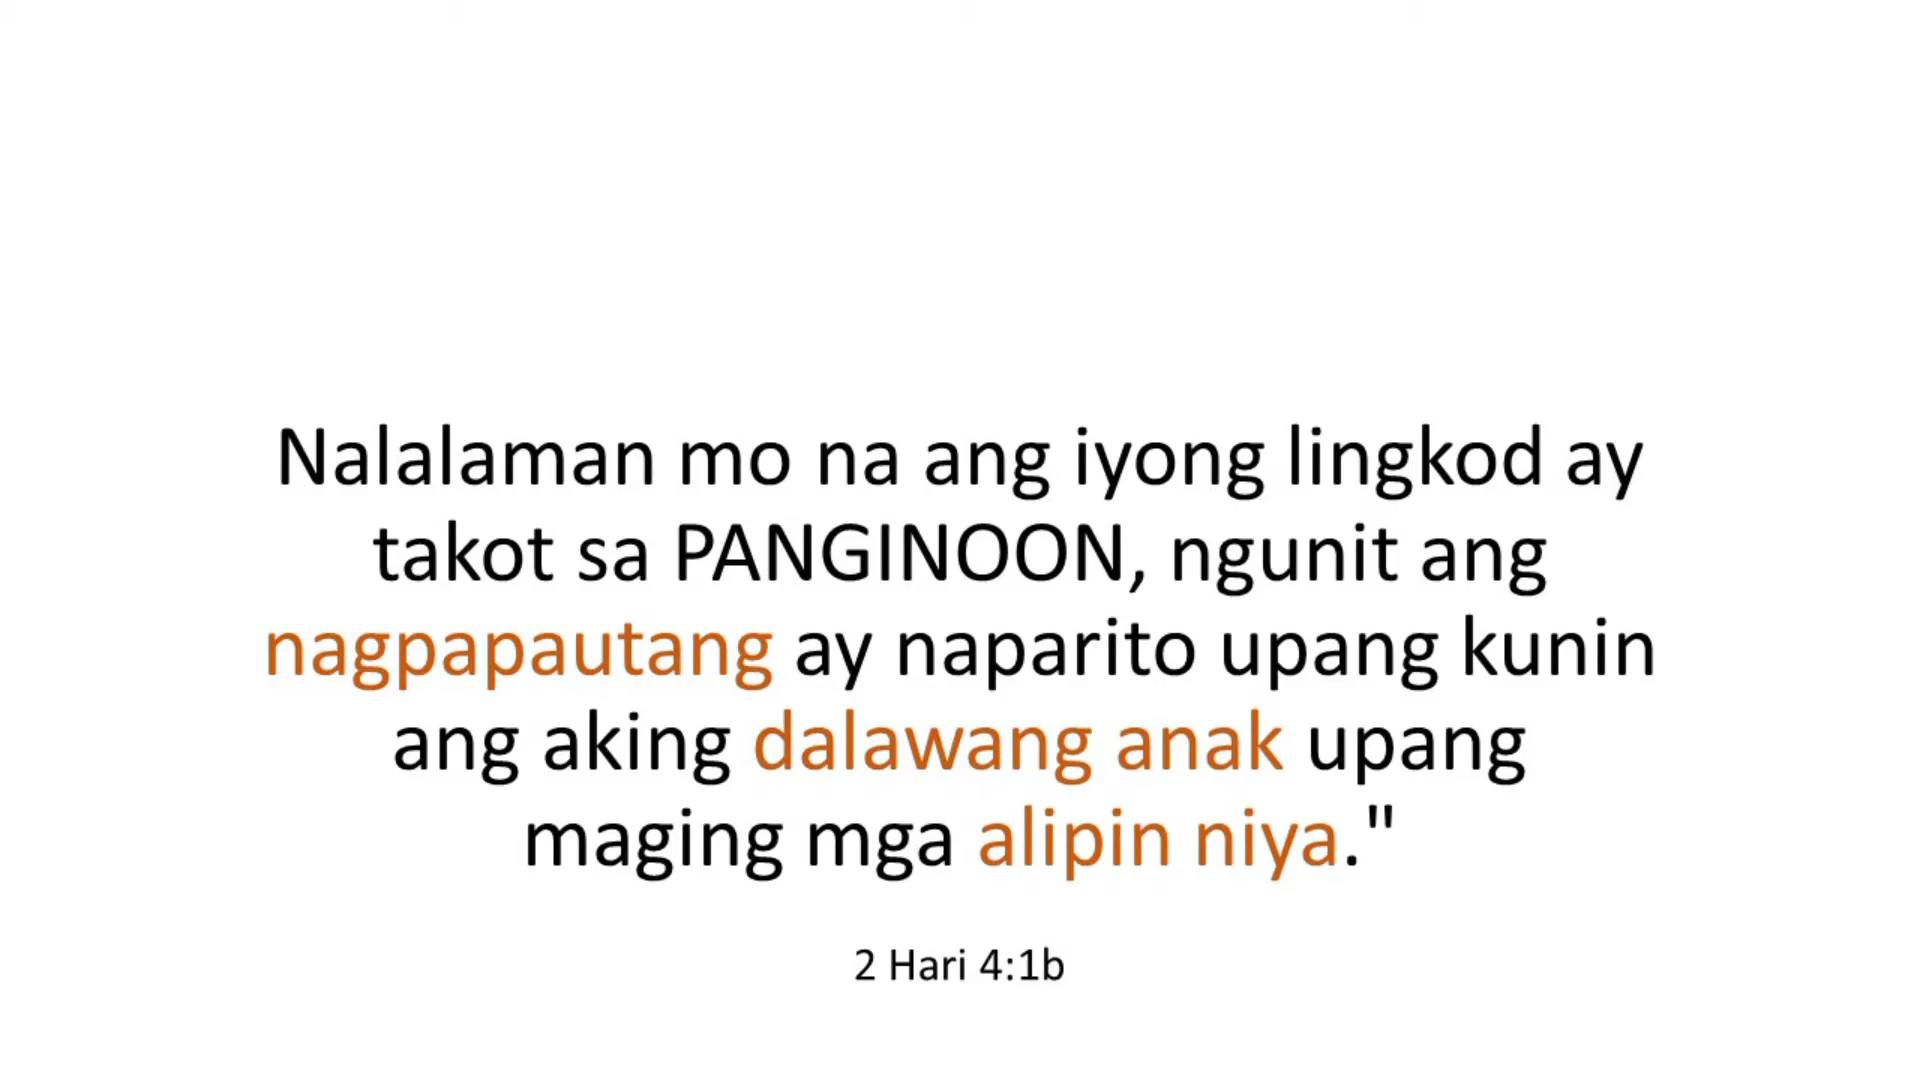 Nalalaman mo na ang iyong lingkod ay
takot sa PANGINOON, ngunit ang
nagpapautang ay naparito upang kunin
ang aking dalawang anak upang
maging mga alipin niya."
2 Hari 4:1b